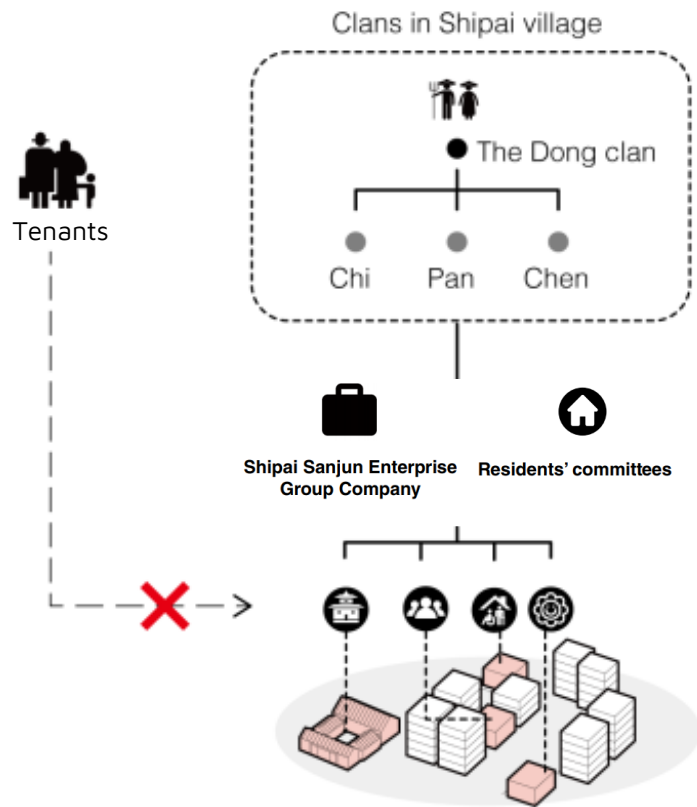 Clans in Shipai village
The Dong clan
Tenants
Chi
Pan
Chen
Shipai Sanjun Enterprise
Group Company
Residents’ committees